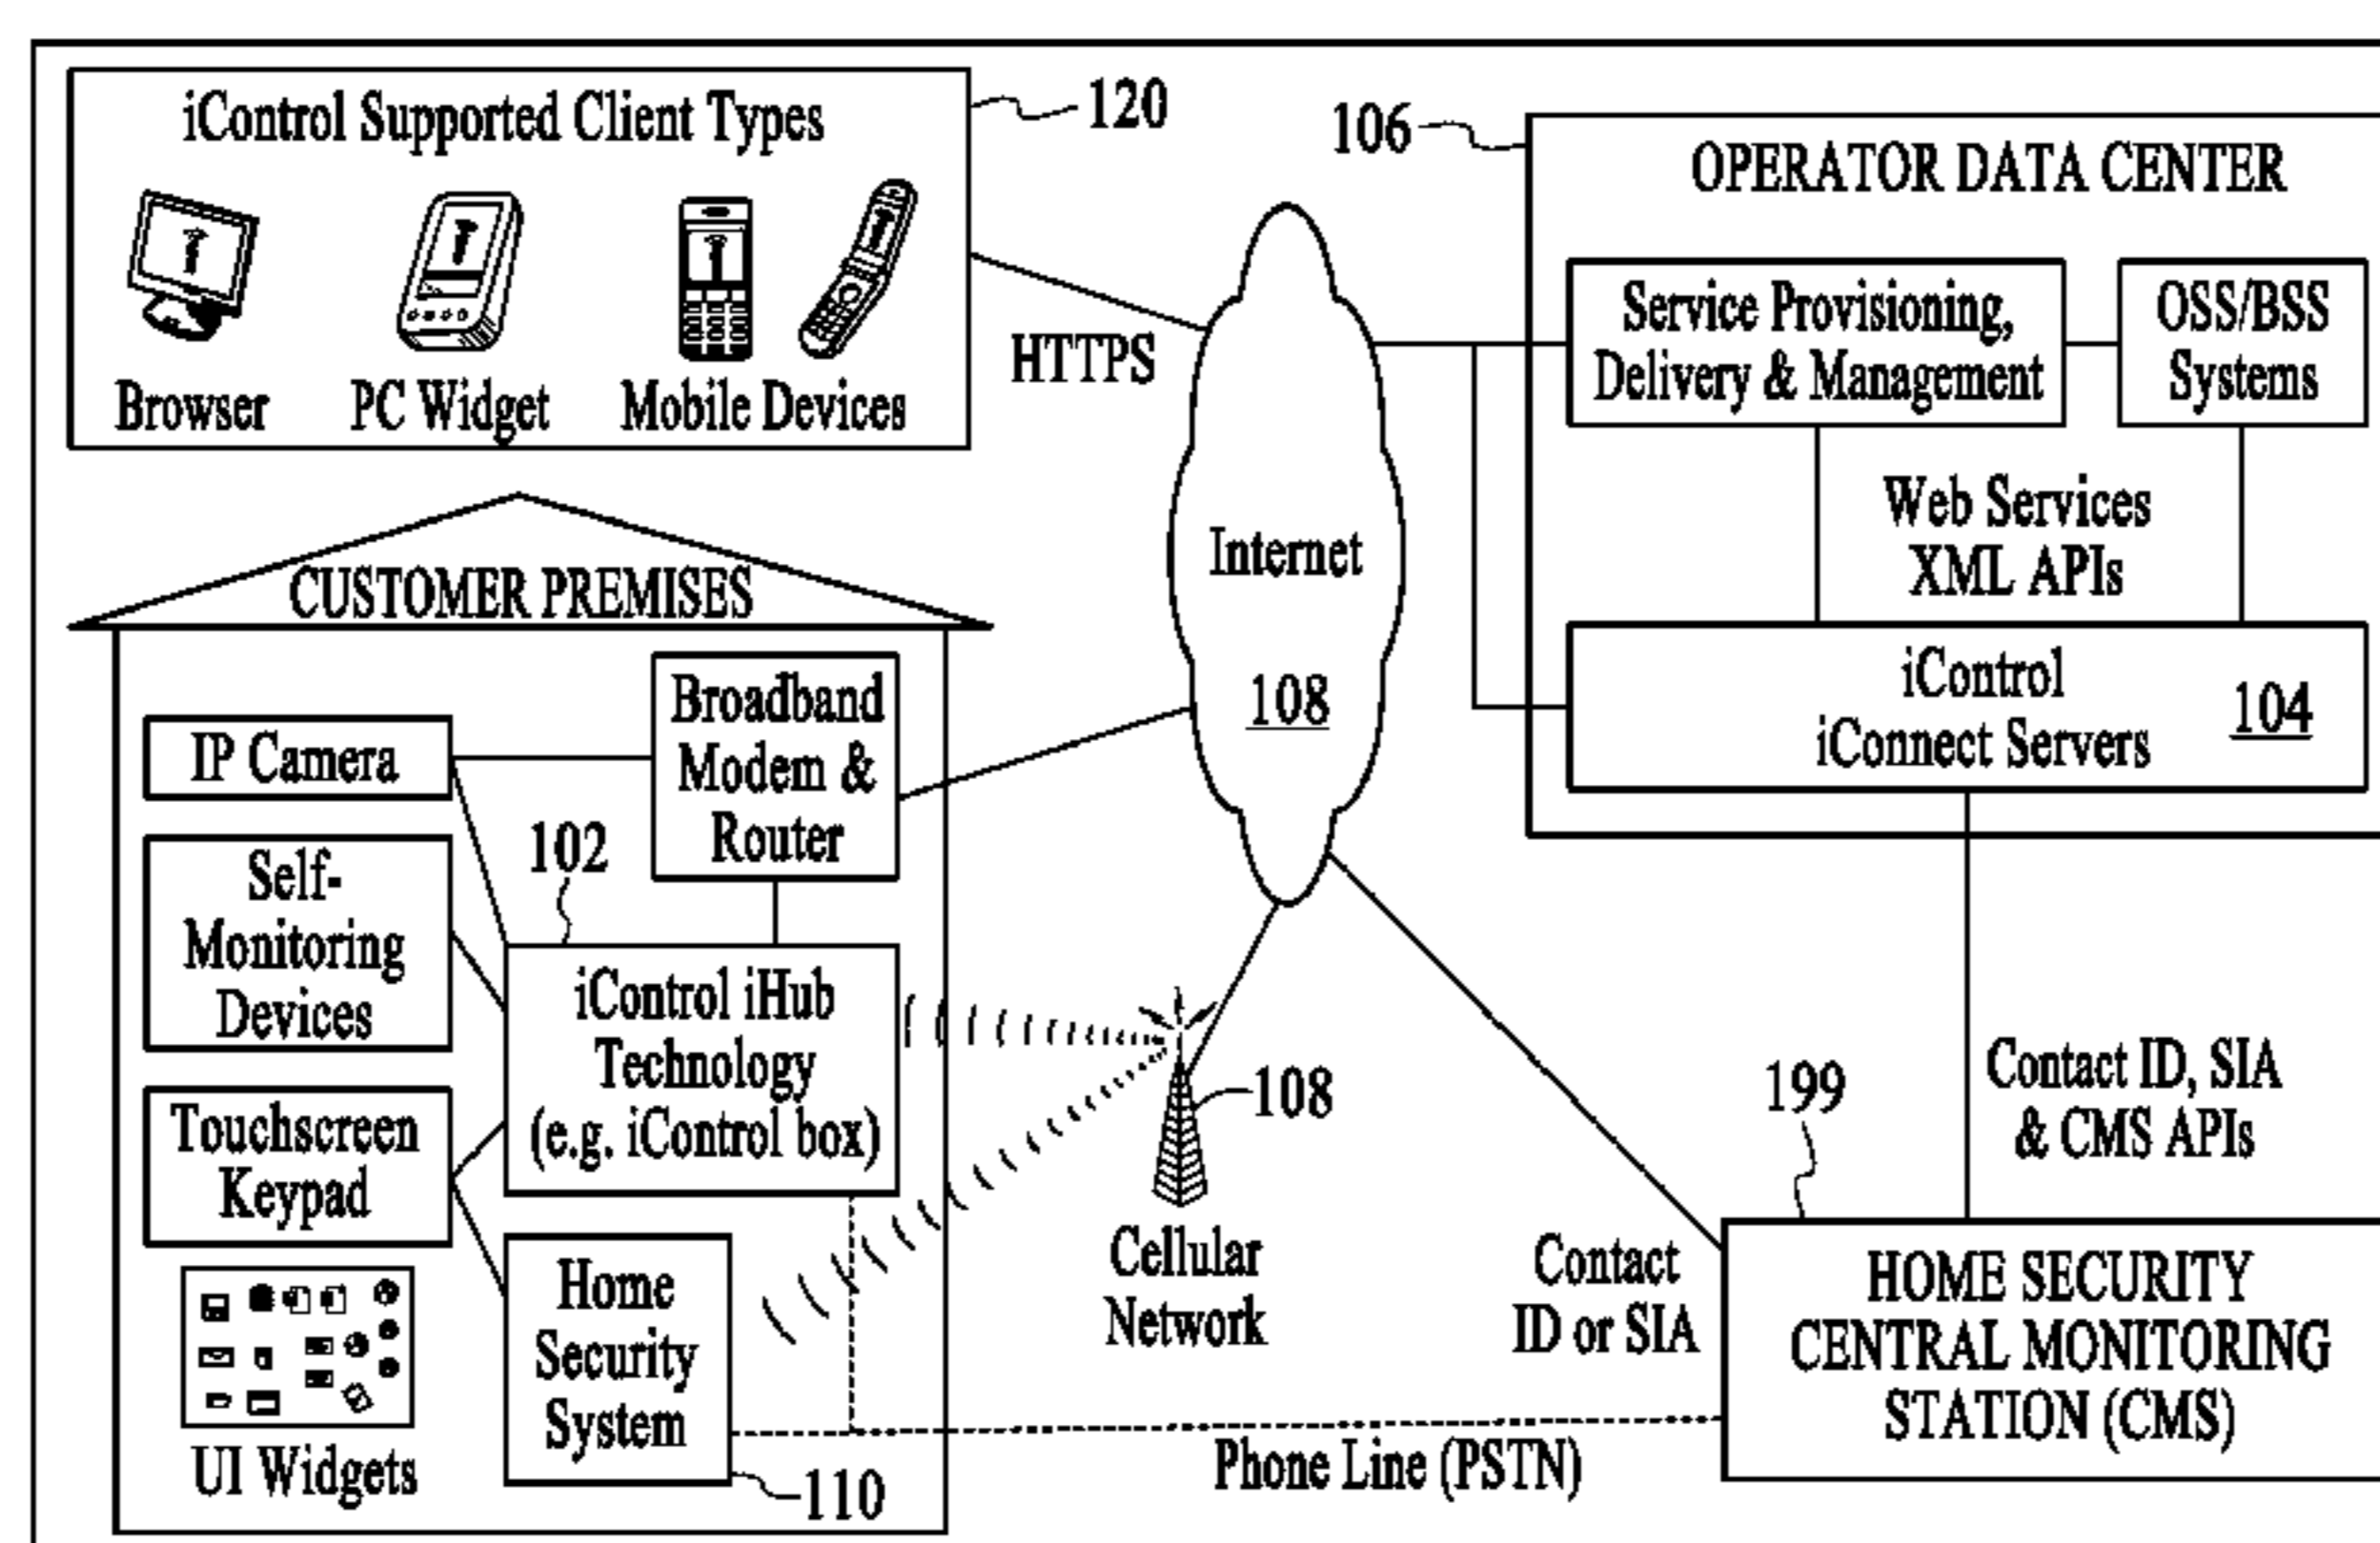 iControl Supported Client Types
120
Browser
PC Widget
Mobile Devices
HTTPS
106
OPERATOR DATA CENTER
Service Provisioning,
Delivery & Management
OSS/BSS
Systems
Web Services
XML APIs
iControl
iConnect Servers
104
Internet
108
CUSTOMER PREMISES
Broadband
Modem &
Router
IP Camera
102
Self-
Monitoring
Devices
iControl iHub
Technology
(e.g. iControl box)
Touchscreen
Keypad
Home
Security
System
110
UI Widgets
108
Cellular
Network
Contact
ID or SIA
Phone Line (PSTN)
199
Contact ID, SIA
& CMS APIs
HOME SECURITY
CENTRAL MONITORING
STATION (CMS)